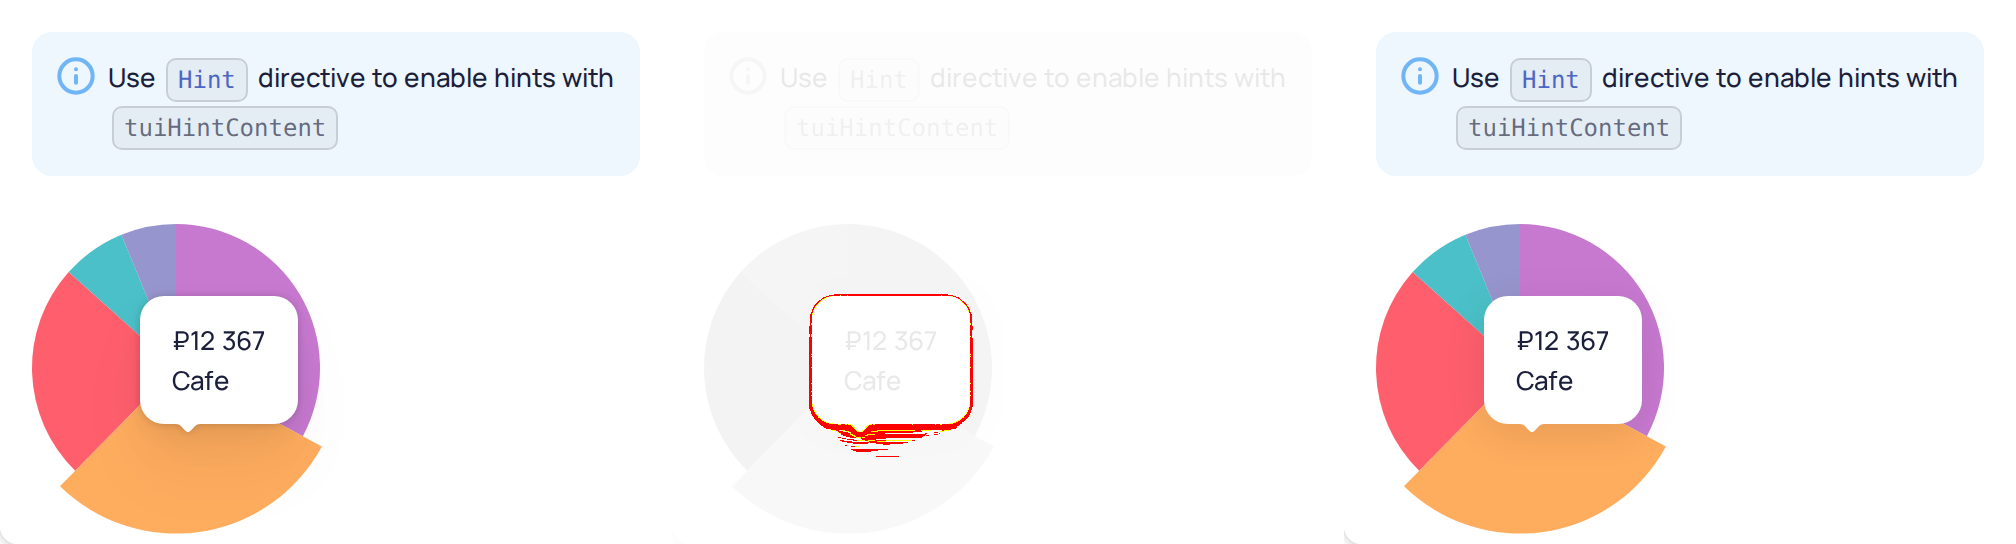 Use Hint directive to enable hints with
tuiHintContent
₽12 367
Cafe
Use Hint directive to enable hints with
tuiHintContent
₽12 367
Cafe
Use Hint directive to enable hints with
tuiHintContent
₽12 367
Cafe